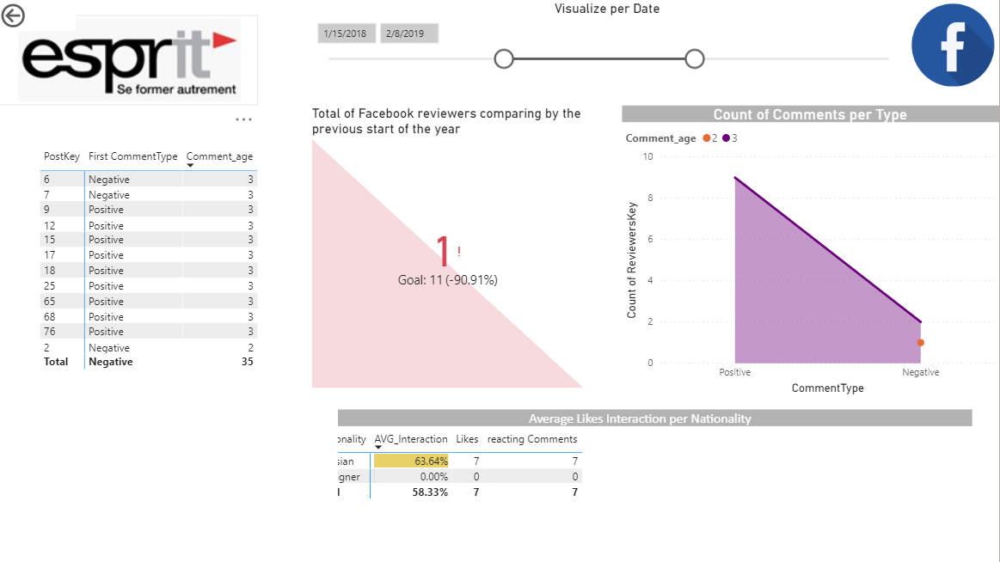 Visualize per Date
1/15/2018 2/8/2019
esprit
Se former autrement
f
Total of Facebook reviewers comparing by the
previous start of the year
1 !
Goal: 11 (-90.91%)
Count of Comments per Type
Comment_age 2 3
10
8
6
4
2
0
Count of ReviewersKey
Positive Negative
CommentType
PostKey First CommentType Comment_age
6 Negative 3
7 Negative 3
9 Positive 3
12 Positive 3
15 Positive 3
17 Positive 3
18 Positive 3
25 Positive 3
65 Positive 3
68 Positive 3
76 Positive 3
2 Negative 2
Total Negative 35
Average Likes Interaction per Nationality
onality AVG_Interaction Likes reacting Comments
sian 63.64% 7 7
gner 0.00% 0 0
l 58.33% 7 7